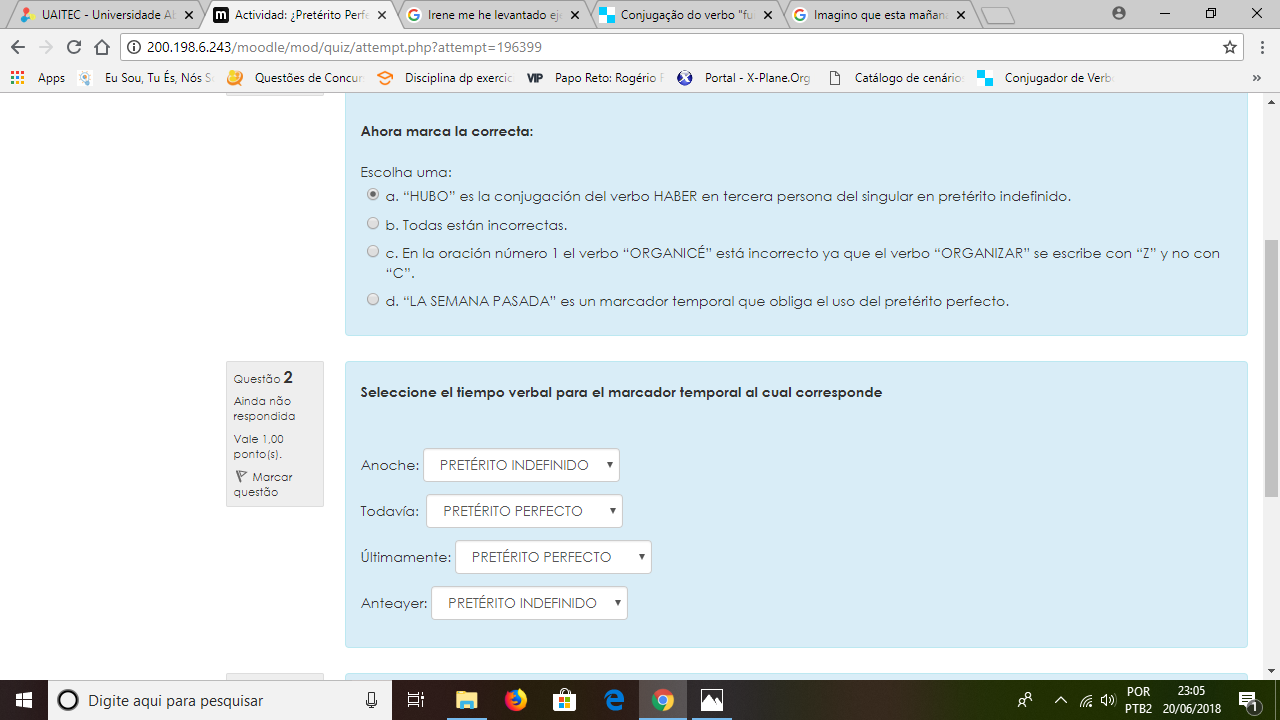 UAITEC - Universidade Ab
Actividad: ¿Pretérito Perfe
Irene me he levantado eje
Conjugação do verbo "fu
Imagino que esta mañana
200.198.6.243/moodle/mod/quiz/attempt.php?attempt=196399
Apps
Eu Sou, Tu És, Nós S
Questões de Concur
Disciplina dp exercic
VIP Papo Reto: Rogério F
Portal - X-Plane.Org
Catálogo de cenário
Conjugador de Verb
»
Ahora marca la correcta:
Escolha uma:
a. “HUBO” es la conjugación del verbo HABER en tercera persona del singular en pretérito indefinido.
b. Todas están incorrectas.
c. En la oración número 1 el verbo “ORGANICÉ” está incorrecto ya que el verbo “ORGANIZAR” se escribe con “Z” y no con
“C”.
d. “LA SEMANA PASADA” es un marcador temporal que obliga el uso del pretérito perfecto.
Questão 2
Ainda não
respondida
Vale 1,00
ponto(s).
Marcar
questão
Seleccione el tiempo verbal para el marcador temporal al cual corresponde
Anoche: PRETÉRITO INDEFINIDO
Todavía: PRETÉRITO PERFECTO
Últimamente: PRETÉRITO PERFECTO
Anteayer: PRETÉRITO INDEFINIDO
Digite aqui para pesquisar
POR
PTB2
23:05
20/06/2018
1